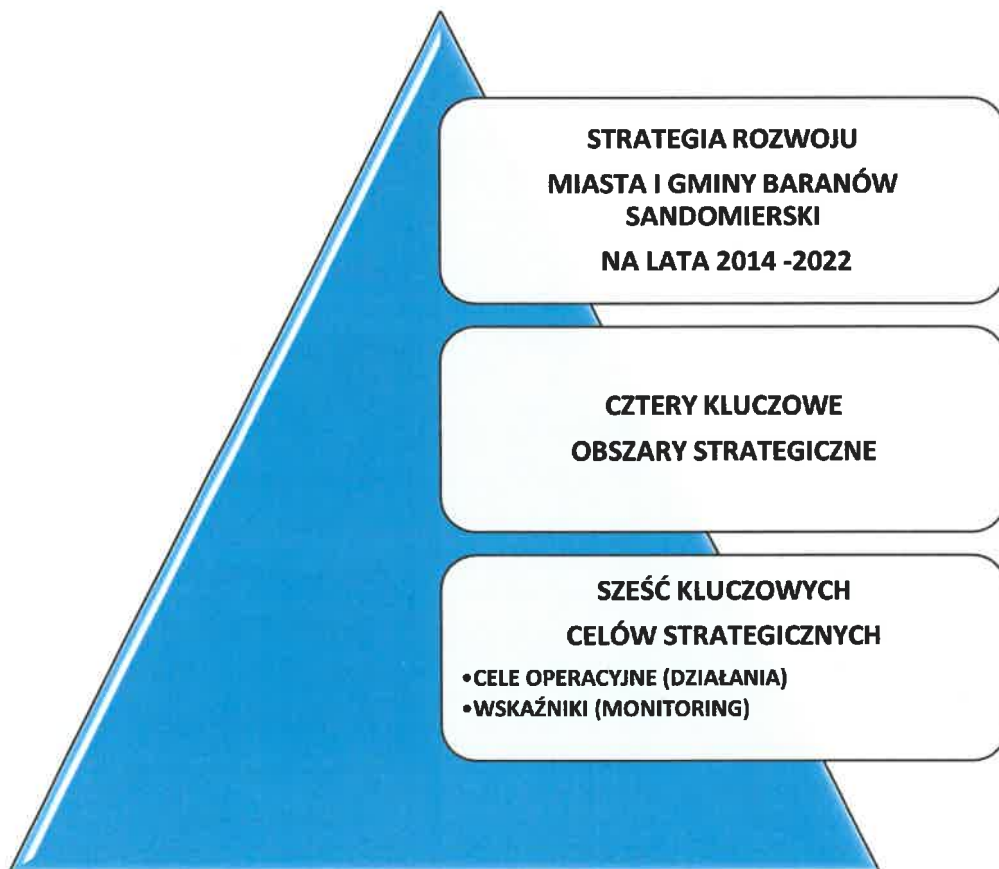 STRATEGIA ROZWOJU
MIASTA I GMINY BARANÓW
SANDOMIERSKI
NA LATA 2014 -2022
CZTERY KLUCZOWE
OBSZARY STRATEGICZNE
SZEŚĆ KLUCZOWYCH
CELÓW STRATEGICZNYCH
•CELE OPERACYJNE (DZIAŁANIA)
•WSKAŹNIKI (MONITORING)